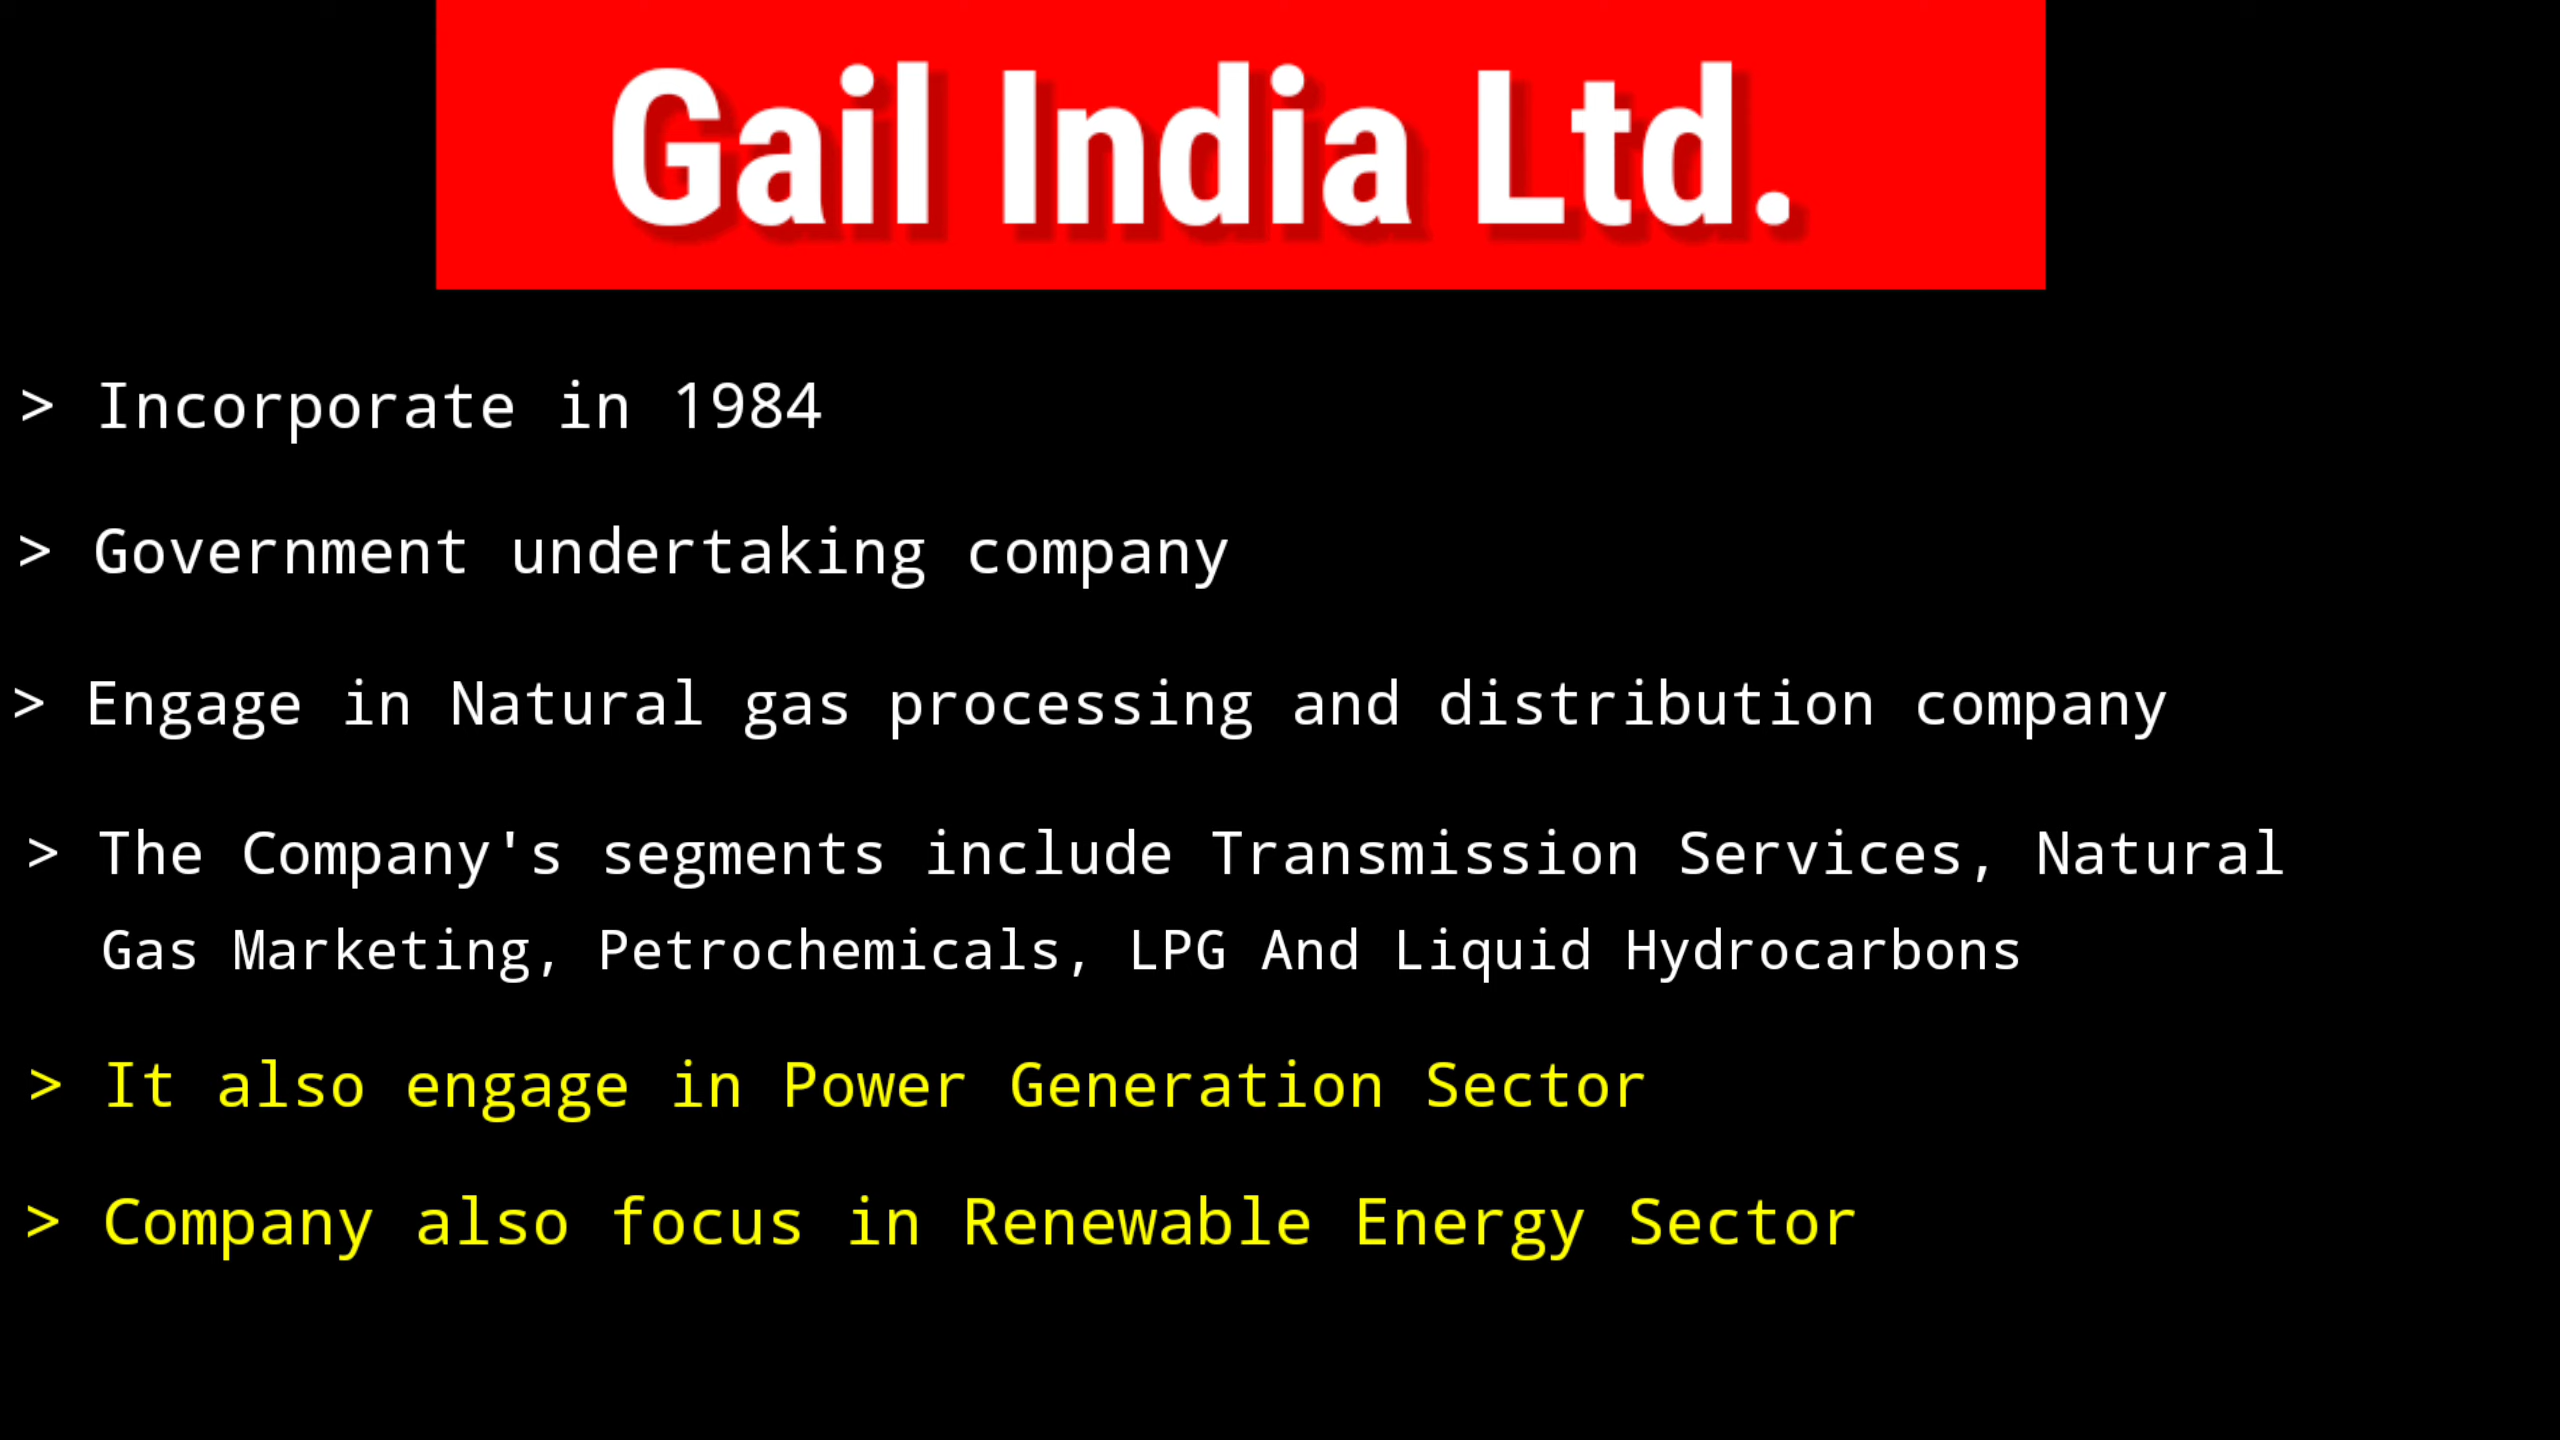 Gail India Ltd.
> Incorporate in 1984
> Government undertaking company
> Engage in Natural gas processing and distribution company
> The Company's segments include Transmission Services, Natural
Gas Marketing, Petrochemicals, LPG And Liquid Hydrocarbons
> It also engage in Power Generation Sector
> Company also focus in Renewable Energy Sector